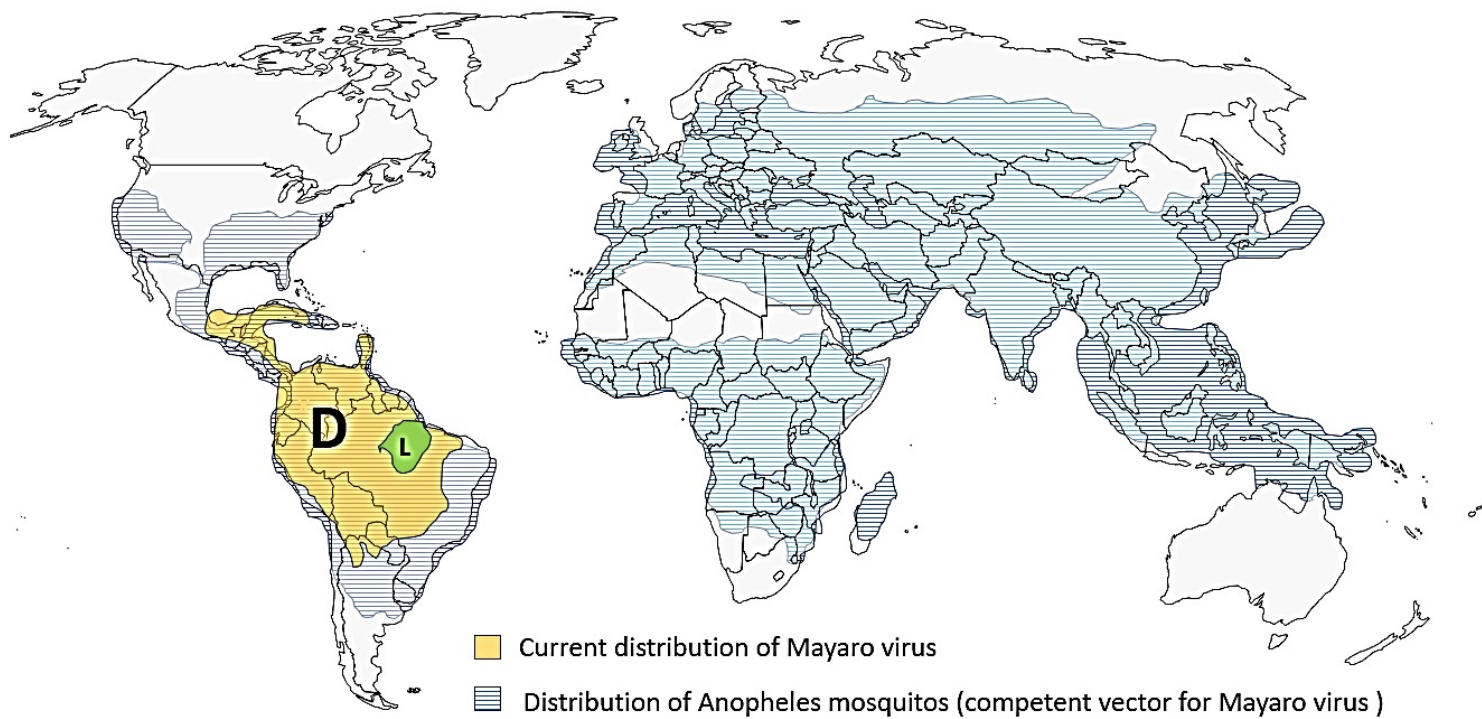 D
L
Current distribution of Mayaro virus
Distribution of Anopheles mosquitos (competent vector for Mayaro virus )